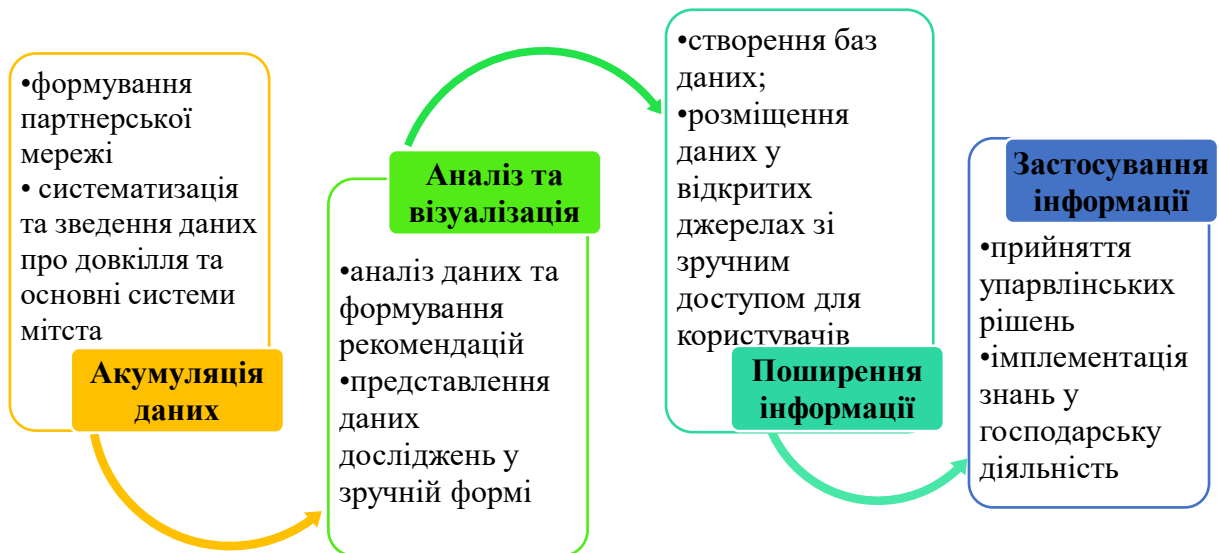 •формування
партнерської
мережі
• систематизація
та зведення даних
про довкілля та
основні системи
мітста
Акумуляція
даних
Аналіз та
візуалізація
•аналіз даних та
формування
рекомендацій
•представлення
даних
досліджень у
зручній формі
•створення баз
даних;
•розміщення
даних у
відкритих
джерелах зі
зручним
доступом для
користувачів
Поширення
інформації
Застосування
інформації
•прийняття
упарвлінських
рішень
•імплементація
знань у
господарську
діяльність